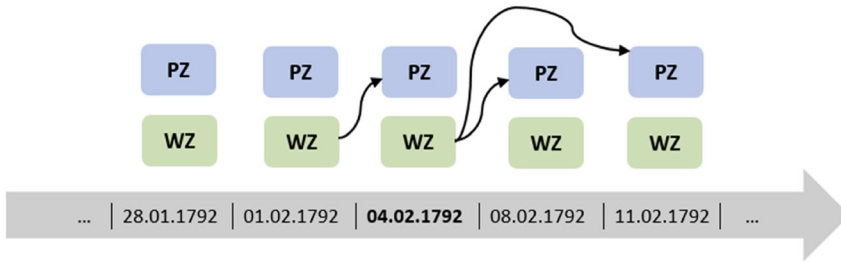 PZ PZ PZ PZ PZ
WZ WZ WZ WZ WZ
... | 28.01.1792 | 01.02.1792 | 04.02.1792 | 08.02.1792 | 11.02.1792 | ...